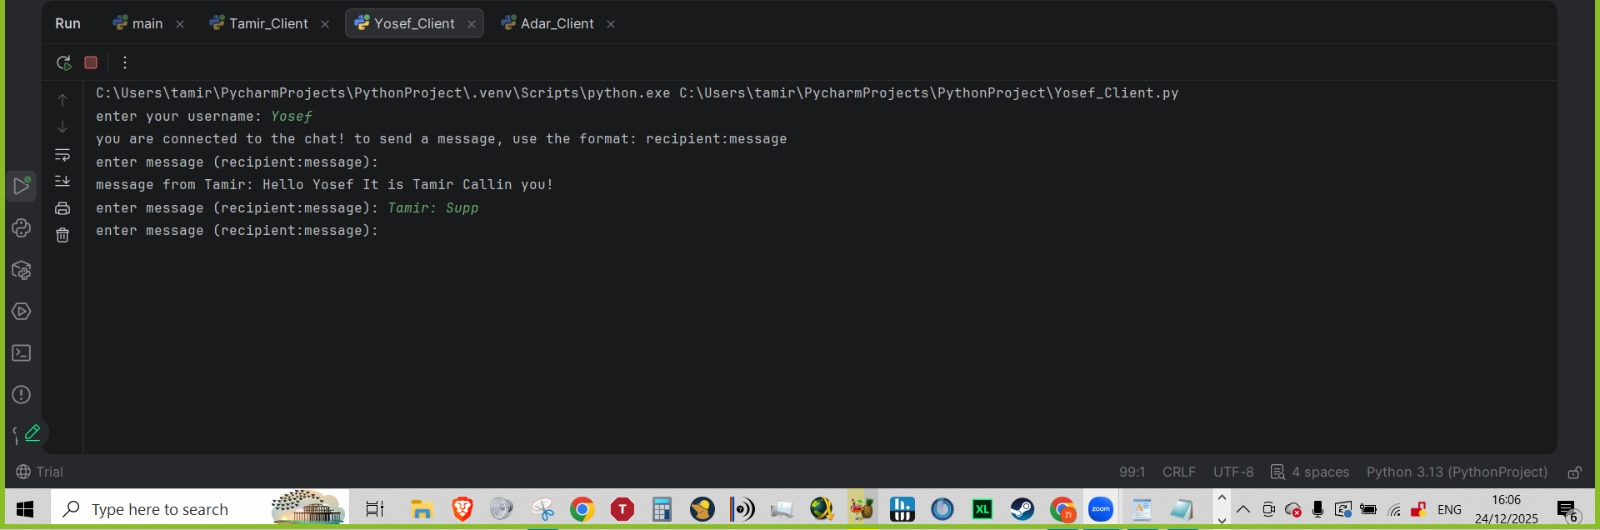 Run main Tamir_Client Yosef_Client Adar_Client
C:\Users\tamir\PycharmProjects\PythonProject\.venv\Scripts\python.exe C:\Users\tamir\PycharmProjects\PythonProject\Yosef_Client.py
enter your username: Yosef
you are connected to the chat! to send a message, use the format: recipient:message
enter message (recipient:message):
message from Tamir: Hello Yosef It is Tamir Callin you!
enter message (recipient:message): Tamir: Supp
enter message (recipient:message):
Trial 99:1 CRLF UTF-8 4 spaces Python 3.13 (PythonProject)
Type here to search T XL n zoom ENG 16:06
24/12/2025 6